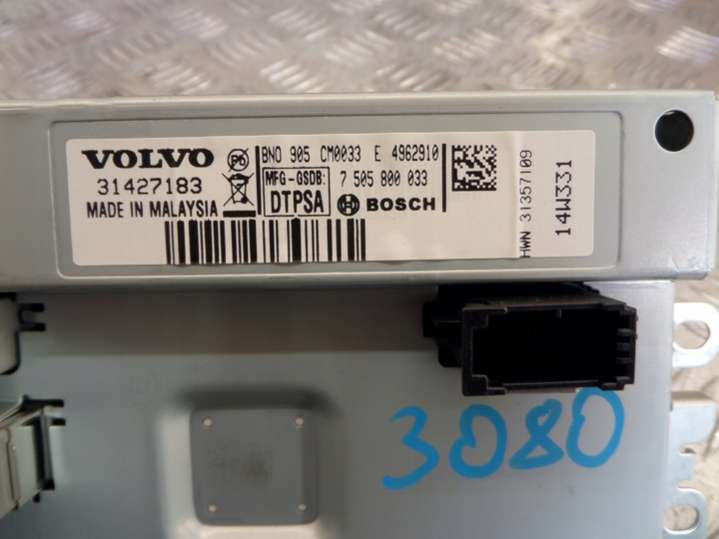 VOLVO
31427183
MADE IN MALAYSIA
Pb
BNO 905 CM0033 E 4962910
MFG-GSDB:
DTPSA
7 505 800 033
BOSCH
HWN 31357109
14W331
3080